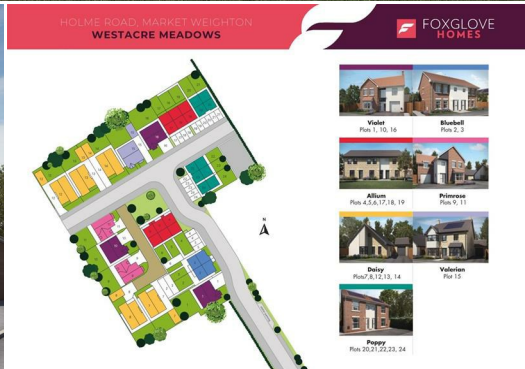 HOLME ROAD, MARKET WEIGHTON
WESTACRE MEADOWS
FOXGLOVE
HOMES
Violet
Plots 1, 10, 16
Bluebell
Plots 2, 3
Allium
Plots 4,5,6,17,18, 19
Primrose
Plots 9, 11
Daisy
Plots7,8,12,13, 14
Valerian
Plot 15
Poppy
Plots 20,21,22,23, 24
N